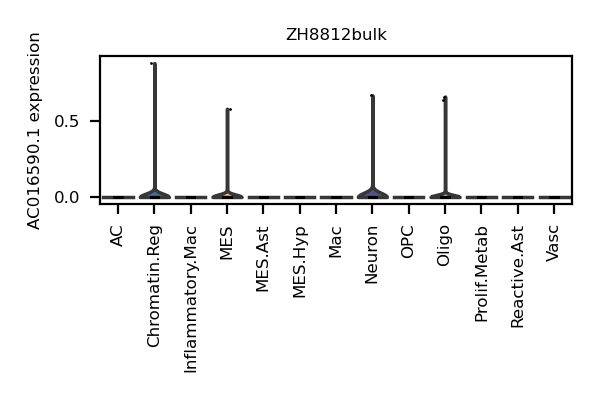 ZH8812bulk
AC016590.1 expression
0.5
0.0
AC
Chromatin.Reg
Inflammatory.Mac
MES
MES.Ast
MES.Hyp
Mac
Neuron
OPC
Oligo
Prolif.Metab
Reactive.Ast
Vasc